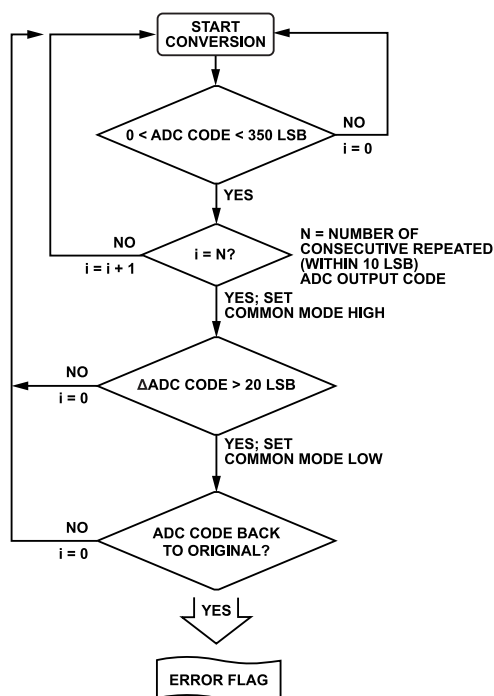 START
CONVERSION
0 < ADC CODE < 350 LSB
NO
i = 0
YES
NO
i = i + 1
i = N?
N = NUMBER OF
CONSECUTIVE REPEATED
(WITHIN 10 LSB)
ADC OUTPUT CODE
YES; SET
COMMON MODE HIGH
NO
i = 0
ΔADC CODE > 20 LSB
YES; SET
COMMON MODE LOW
NO
i = 0
ADC CODE BACK
TO ORIGINAL?
YES
ERROR FLAG